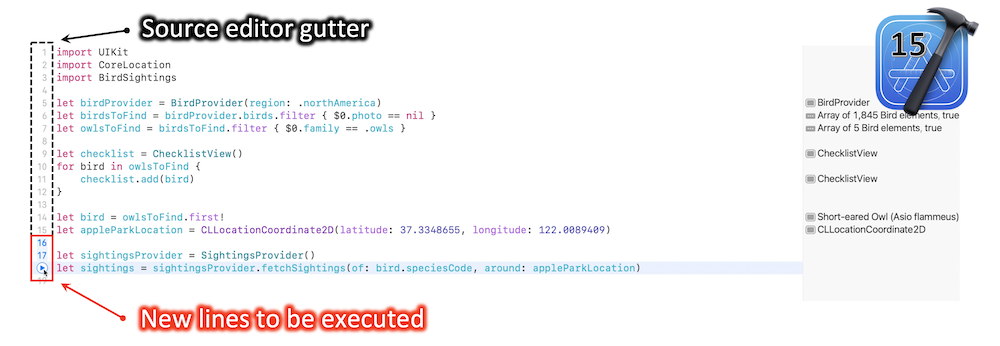 Source editor gutter
15
1 import UIKit
2 import CoreLocation
3 import BirdSightings
4
5 let birdProvider = BirdProvider(region: .northAmerica)
6 let birdsToFind = birdProvider.birds.filter { $0.photo == nil }
7 let owlsToFind = birdsToFind.filter { $0.family == .owls }
8
9 let checklist = ChecklistView()
10 for bird in owlsToFind {
11 checklist.add(bird)
12 }
13
14 let bird = owlsToFind.first!
15 let appleParkLocation = CLLocationCoordinate2D(latitude: 37.3348655, longitude: 122.0089409)
16
17 let sightingsProvider = SightingsProvider()
let sightings = sightingsProvider.fetchSightings(of: bird.speciesCode, around: appleParkLocation)
BirdProvider
Array of 1,845 Bird elements, true
Array of 5 Bird elements, true
ChecklistView
ChecklistView
Short-eared Owl (Asio flammeus)
CLLocationCoordinate2D
New lines to be executed